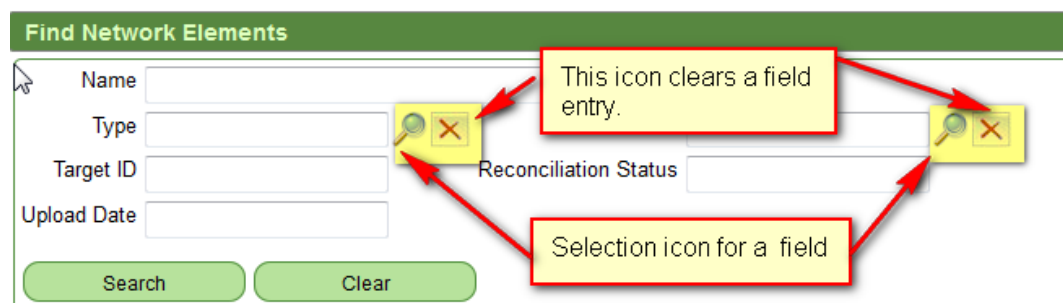 Find Network Elements
Name
This icon clears a field
entry.
Type
Target ID
Reconciliation Status
Upload Date
Selection icon for a field
Search
Clear